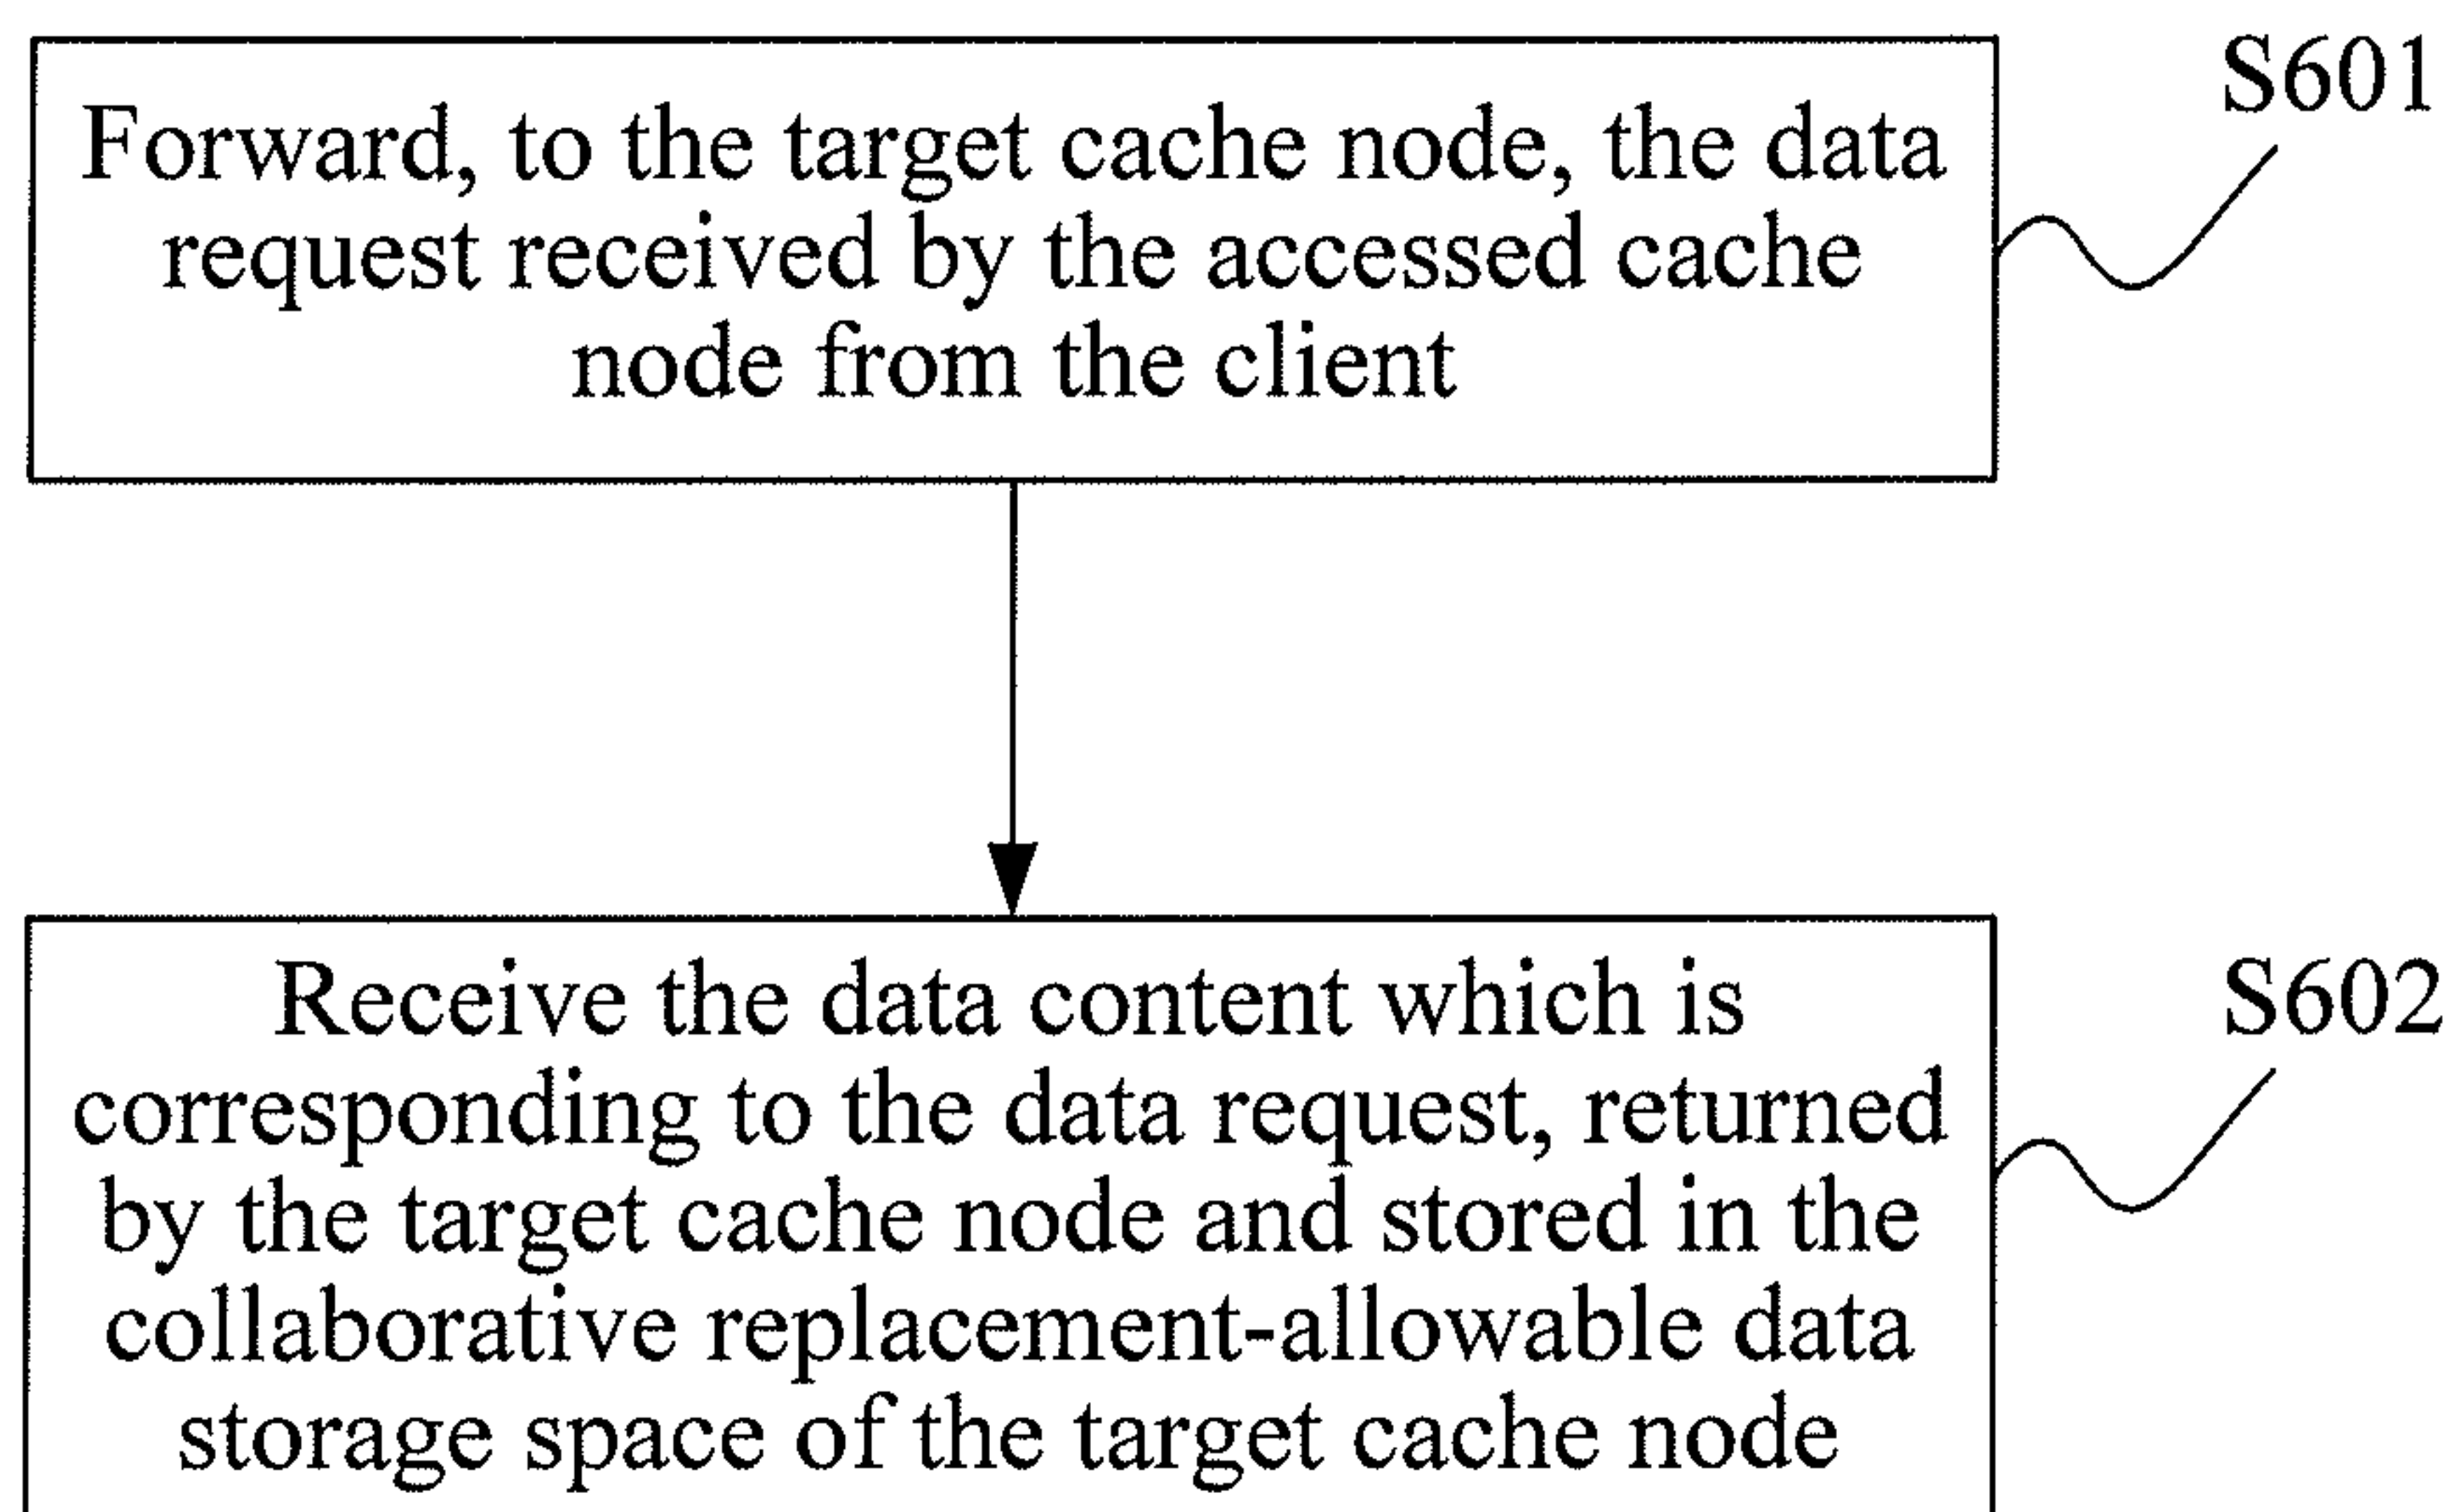 S601
Forward, to the target cache node, the data
request received by the accessed cache
node from the client
S602
Receive the data content which is
corresponding to the data request, returned
by the target cache node and stored in the
collaborative replacement-allowable data
storage space of the target cache node